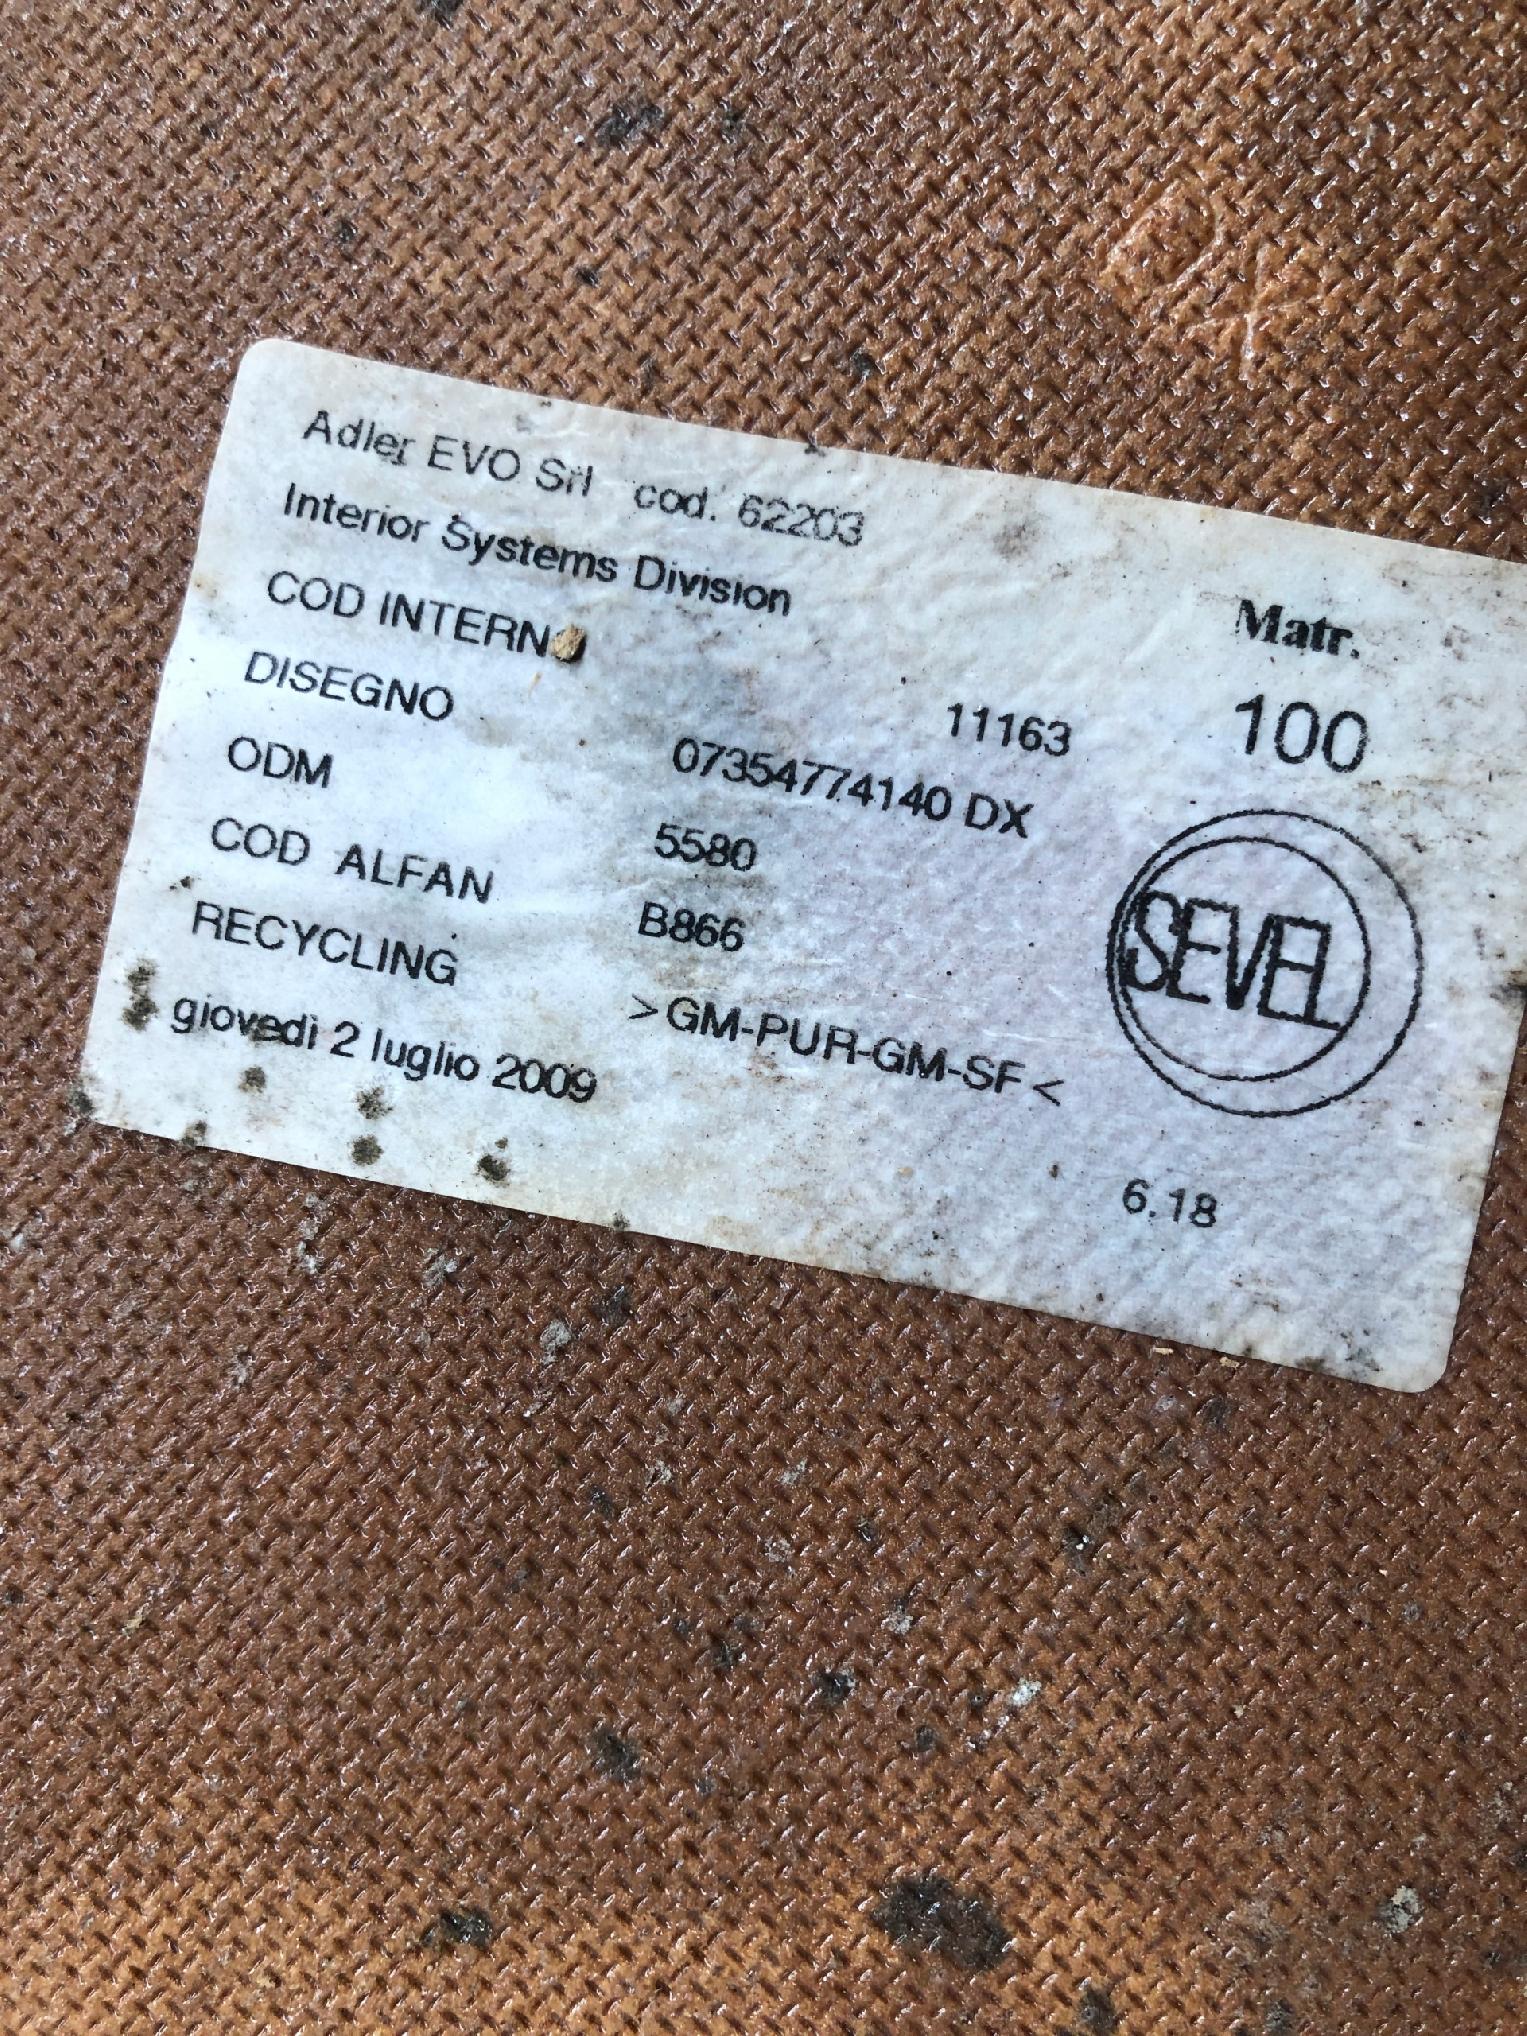 Adler EVO Srl cod. 62203
Interior Systems Division
Matr.
COD INTERN
11163
100
DISEGNO
07354774140 DX
ODM
5580
COD ALFAN
B866
SEVEL
RECYCLING
>GM-PUR-GM-SF<
giovedì 2 luglio 2009
6.18